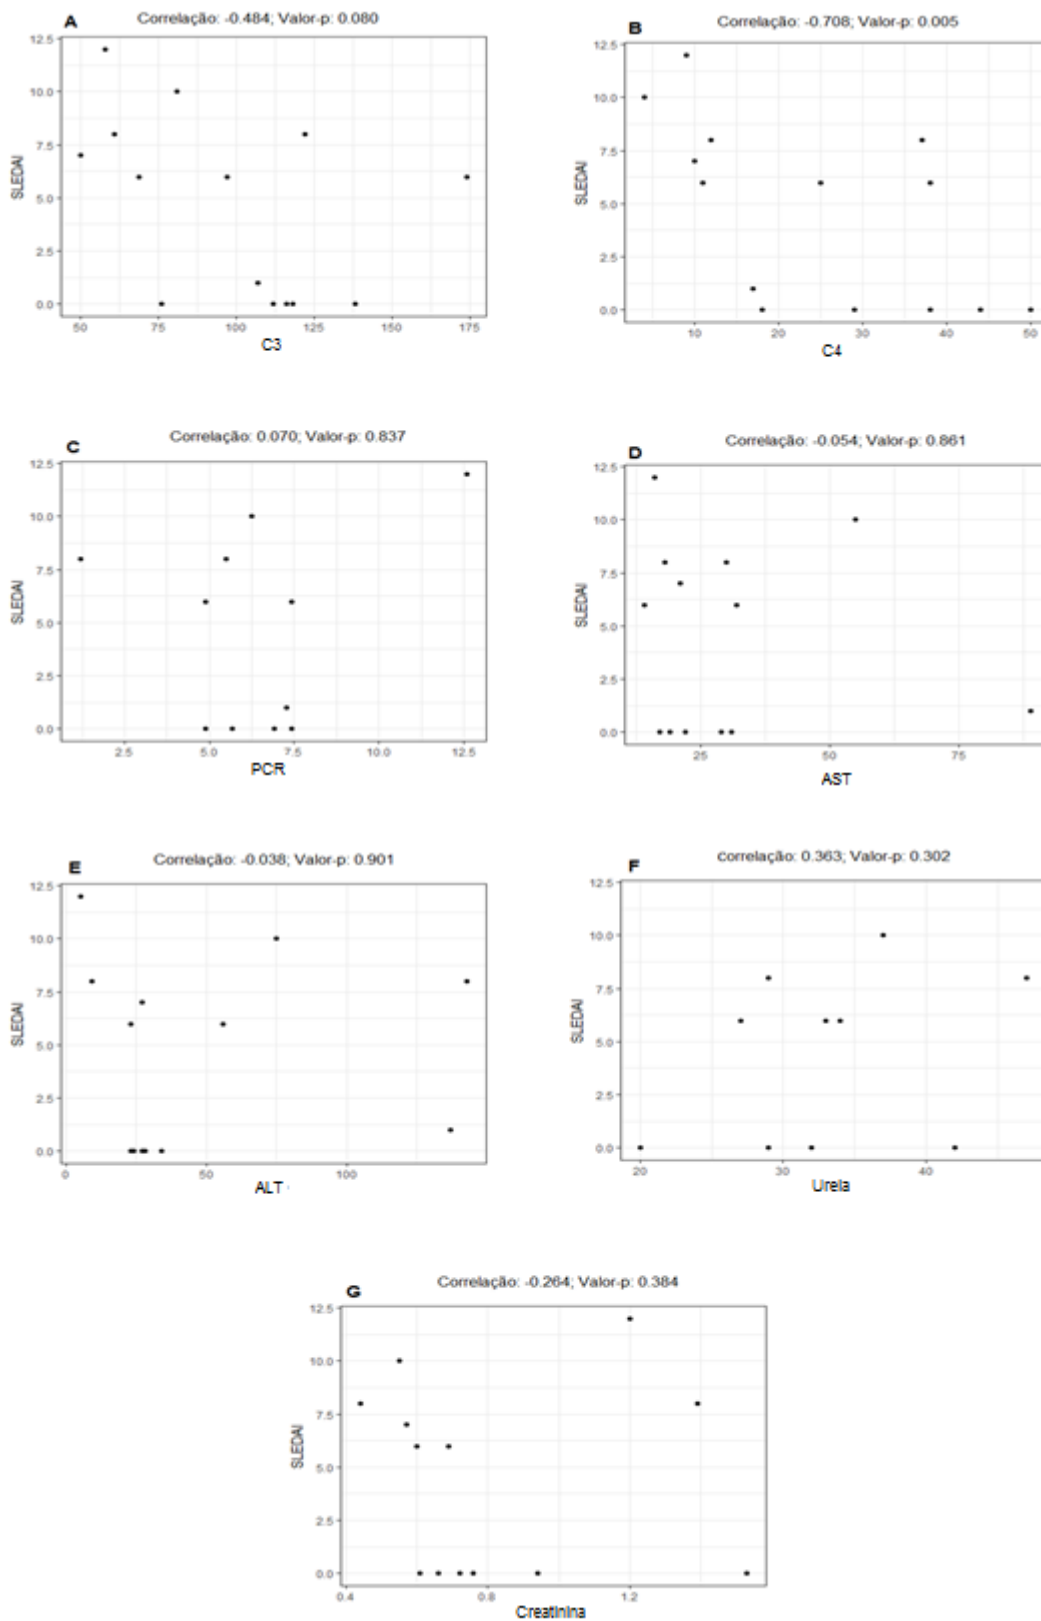 A
Correlação: -0.484; Valor-p: 0.080
12.5
10.0
7.5
5.0
2.5
0.0
SLEDAI
50 75 100 125 150 175
C3
B
Correlação: -0.708; Valor-p: 0.005
12.5
10.0
7.5
5.0
2.5
0.0
SLEDAI
10 20 30 40 50
C4
C
Correlação: 0.070; Valor-p: 0.837
12.5
10.0
7.5
5.0
2.5
0.0
SLEDAI
2.5 5.0 7.5 10.0 12.5
PCR
D
Correlação: -0.054; Valor-p: 0.861
12.5
10.0
7.5
5.0
2.5
0.0
SLEDAI
25 50 75
AST
E
Correlação: -0.038; Valor-p: 0.901
12.5
10.0
7.5
5.0
2.5
0.0
SLEDAI
0 50 100
ALT
F
correlação: 0.363; Valor-p: 0.302
12.5
10.0
7.5
5.0
2.5
0.0
SLEDAI
20 30 40
Ureia
G
Correlação: -0.264; Valor-p: 0.384
12.5
10.0
7.5
5.0
2.5
0.0
SLEDAI
0.4 0.8 1.2
Creatinina